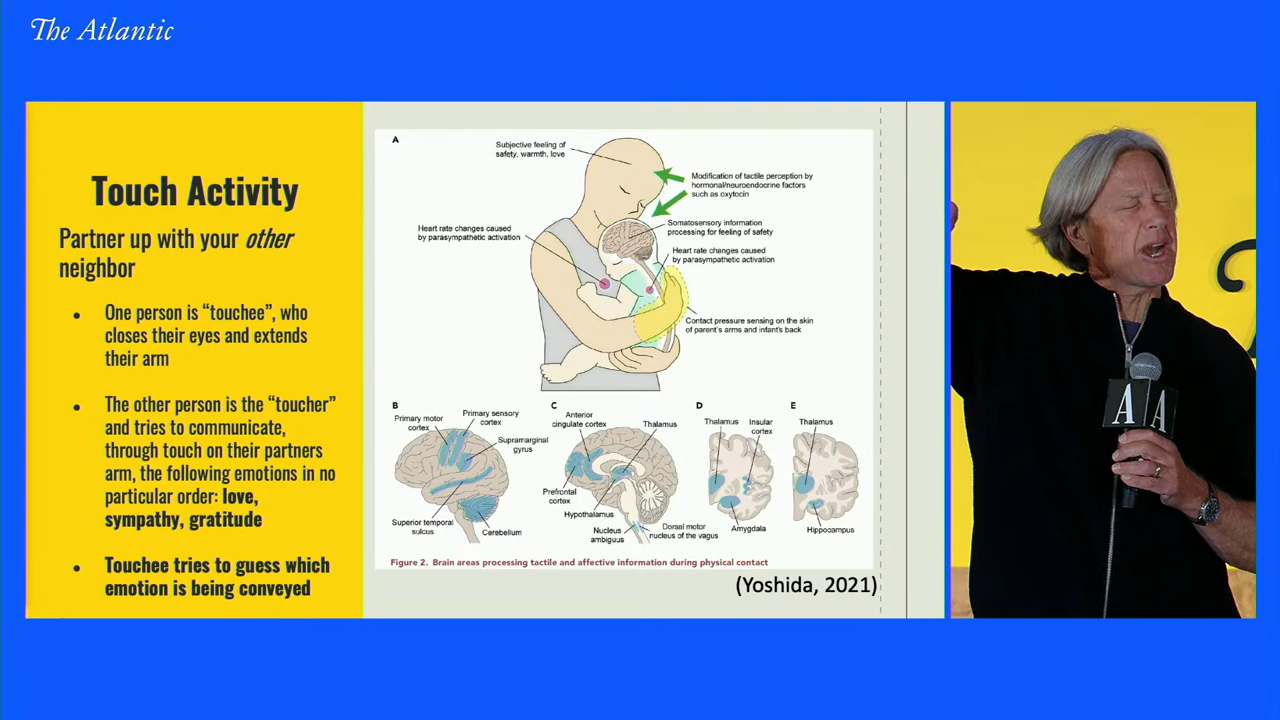 The Atlantic
Touch Activity
Partner up with your other
neighbor
• One person is “touchee”, who
closes their eyes and extends
their arm
• The other person is the “toucher”
and tries to communicate,
through touch on their partners
arm, the following emotions in no
particular order: love,
sympathy, gratitude
• Touchee tries to guess which
emotion is being conveyed
A
Subjective feeling of
safety, warmth, love
Modification of tactile perception by
hormonal/neuroendocrine factors
such as oxytocin
Somatosensory information
processing for feeling of safety
Heart rate changes caused
by parasympathetic activation
Heart rate changes caused
by parasympathetic activation
Contact pressure sensing on the skin
of parent's arms and infant's back
B
Primary motor
cortex
Primary sensory
cortex
Supramarginal
gyrus
Superior temporal
sulcus
Cerebellum
C
Anterior
cingulate cortex
Thalamus
Prefrontal
cortex
Hypothalamus
Nucleus
ambiguus
Dorsal motor
nucleus of the vagus
D
Thalamus
Insular
cortex
Amygdala
E
Thalamus
Hippocampus
Figure 2. Brain areas processing tactile and affective information during physical contact
(Yoshida, 2021)
A
A